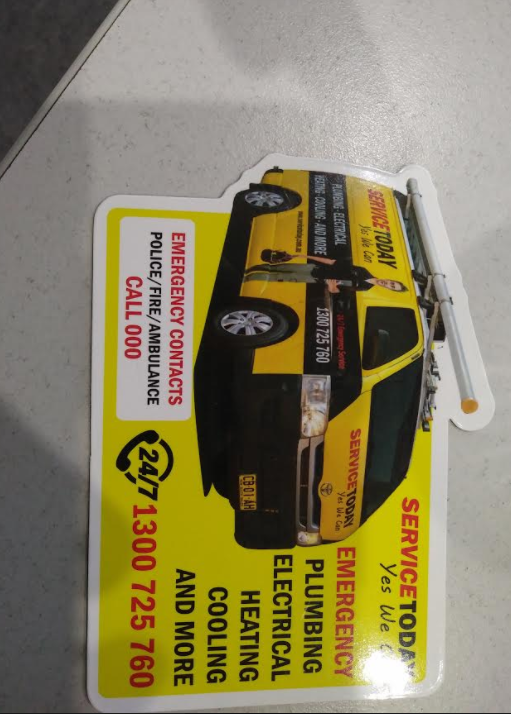 SERVICETODAY
Yes We
EMERGENCY
PLUMBING
ELECTRICAL
HEATING
COOLING
AND MORE
SERVICETODAY
Yes We Can
PLUMBING · ELECTRICAL
HEATING · COOLING · AND MORE
1300 725 760
SERVICETODAY
Yes We Can
EMERGENCY CONTACTS
POLICE/FIRE/AMBULANCE
CALL 000
24/7 1300 725 760